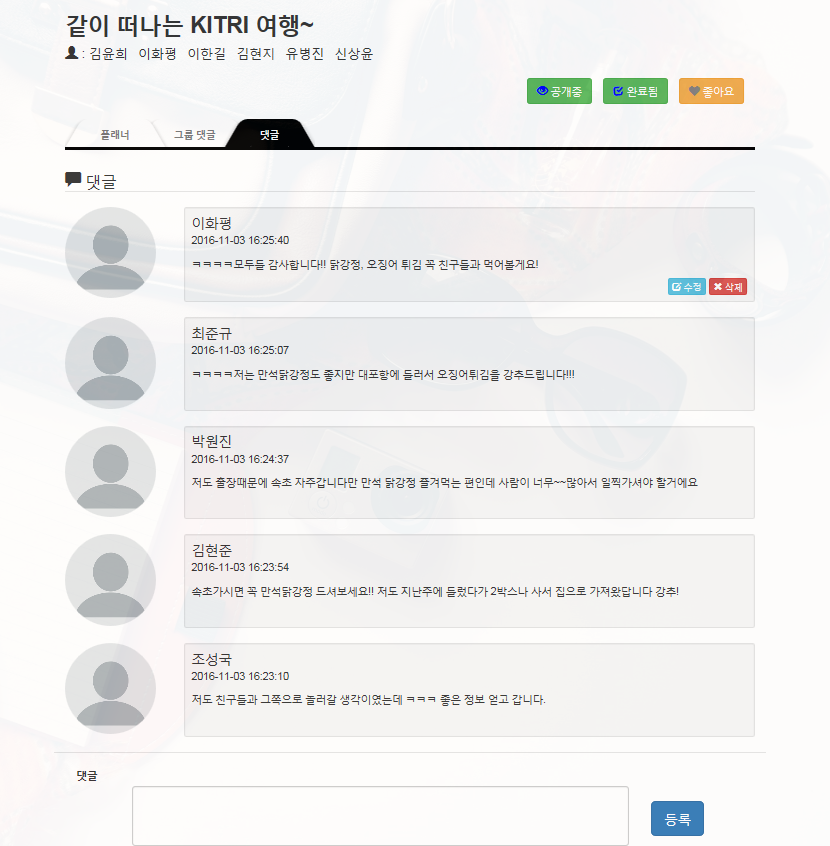 같이 떠나는 KITRI 여행~
: 김윤희 이화평 이한길 김현지 유병진 신상윤
공개중 완료됨 좋아요
플래너 그룹 댓글 댓글
댓글
이화평
2016-11-03 16:25:40
ㅋㅋㅋㅋ모두들 감사합니다!! 닭강정, 오징어 튀김 꼭 친구들과 먹어볼게요!
수정 삭제
최준규
2016-11-03 16:25:07
ㅋㅋㅋㅋ저는 만석닭강정도 좋지만 대포항에 들러서 오징어튀김을 강추드립니다!!!
박원진
2016-11-03 16:24:37
저도 출장때문에 속초 자주갑니다만 만석 닭강정 즐겨먹는 편인데 사람이 너무~~많아서 일찍가셔야 할거에요
김현준
2016-11-03 16:23:54
속초가시면 꼭 만석닭강정 드셔보세요!! 저도 지난주에 들렀다가 2박스나 사서 집으로 가져왔답니다 강추!
조성국
2016-11-03 16:23:10
저도 친구들과 그쪽으로 놀러갈 생각이였는데 ㅋㅋㅋ 좋은 정보 얻고 갑니다.
댓글
등록